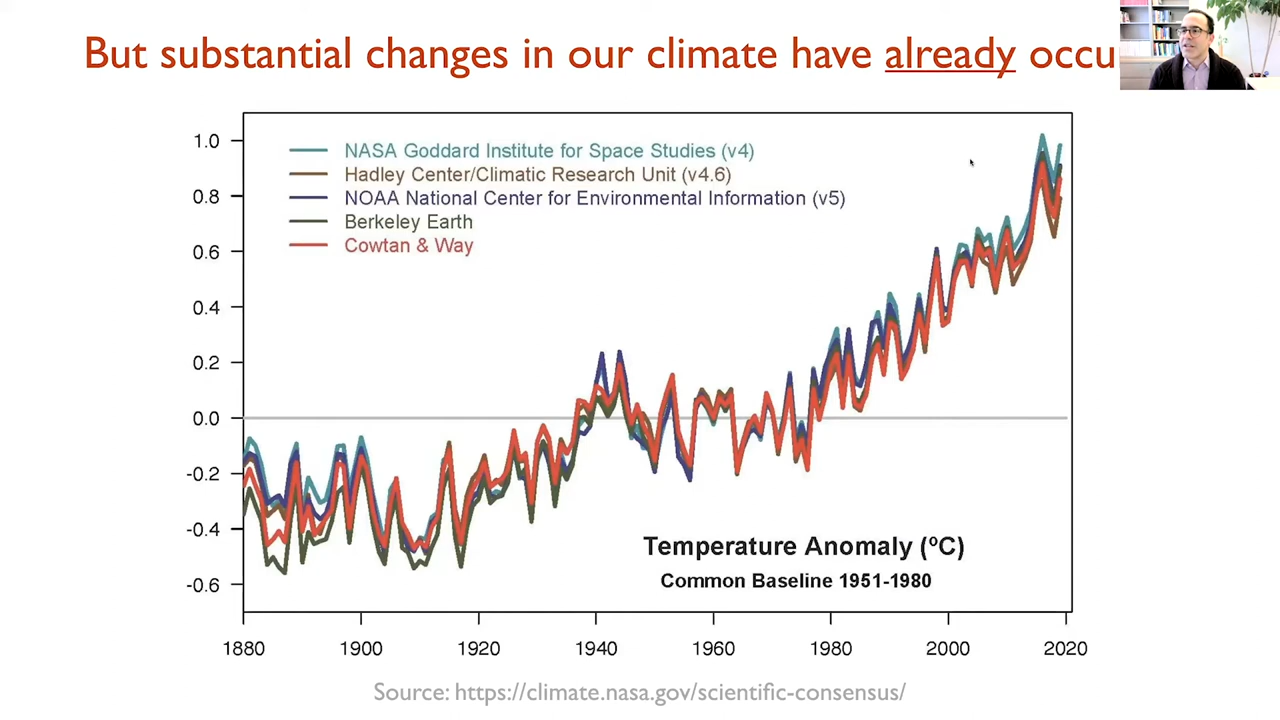 But substantial changes in our climate have already occu
1.0
0.8
0.6
0.4
0.2
0.0
-0.2
-0.4
-0.6
NASA Goddard Institute for Space Studies (v4)
Hadley Center/Climatic Research Unit (v4.6)
NOAA National Center for Environmental Information (v5)
Berkeley Earth
Cowtan & Way
Temperature Anomaly (ºC)
Common Baseline 1951-1980
1880 1900 1920 1940 1960 1980 2000 2020
Source: https://climate.nasa.gov/scientific-consensus/